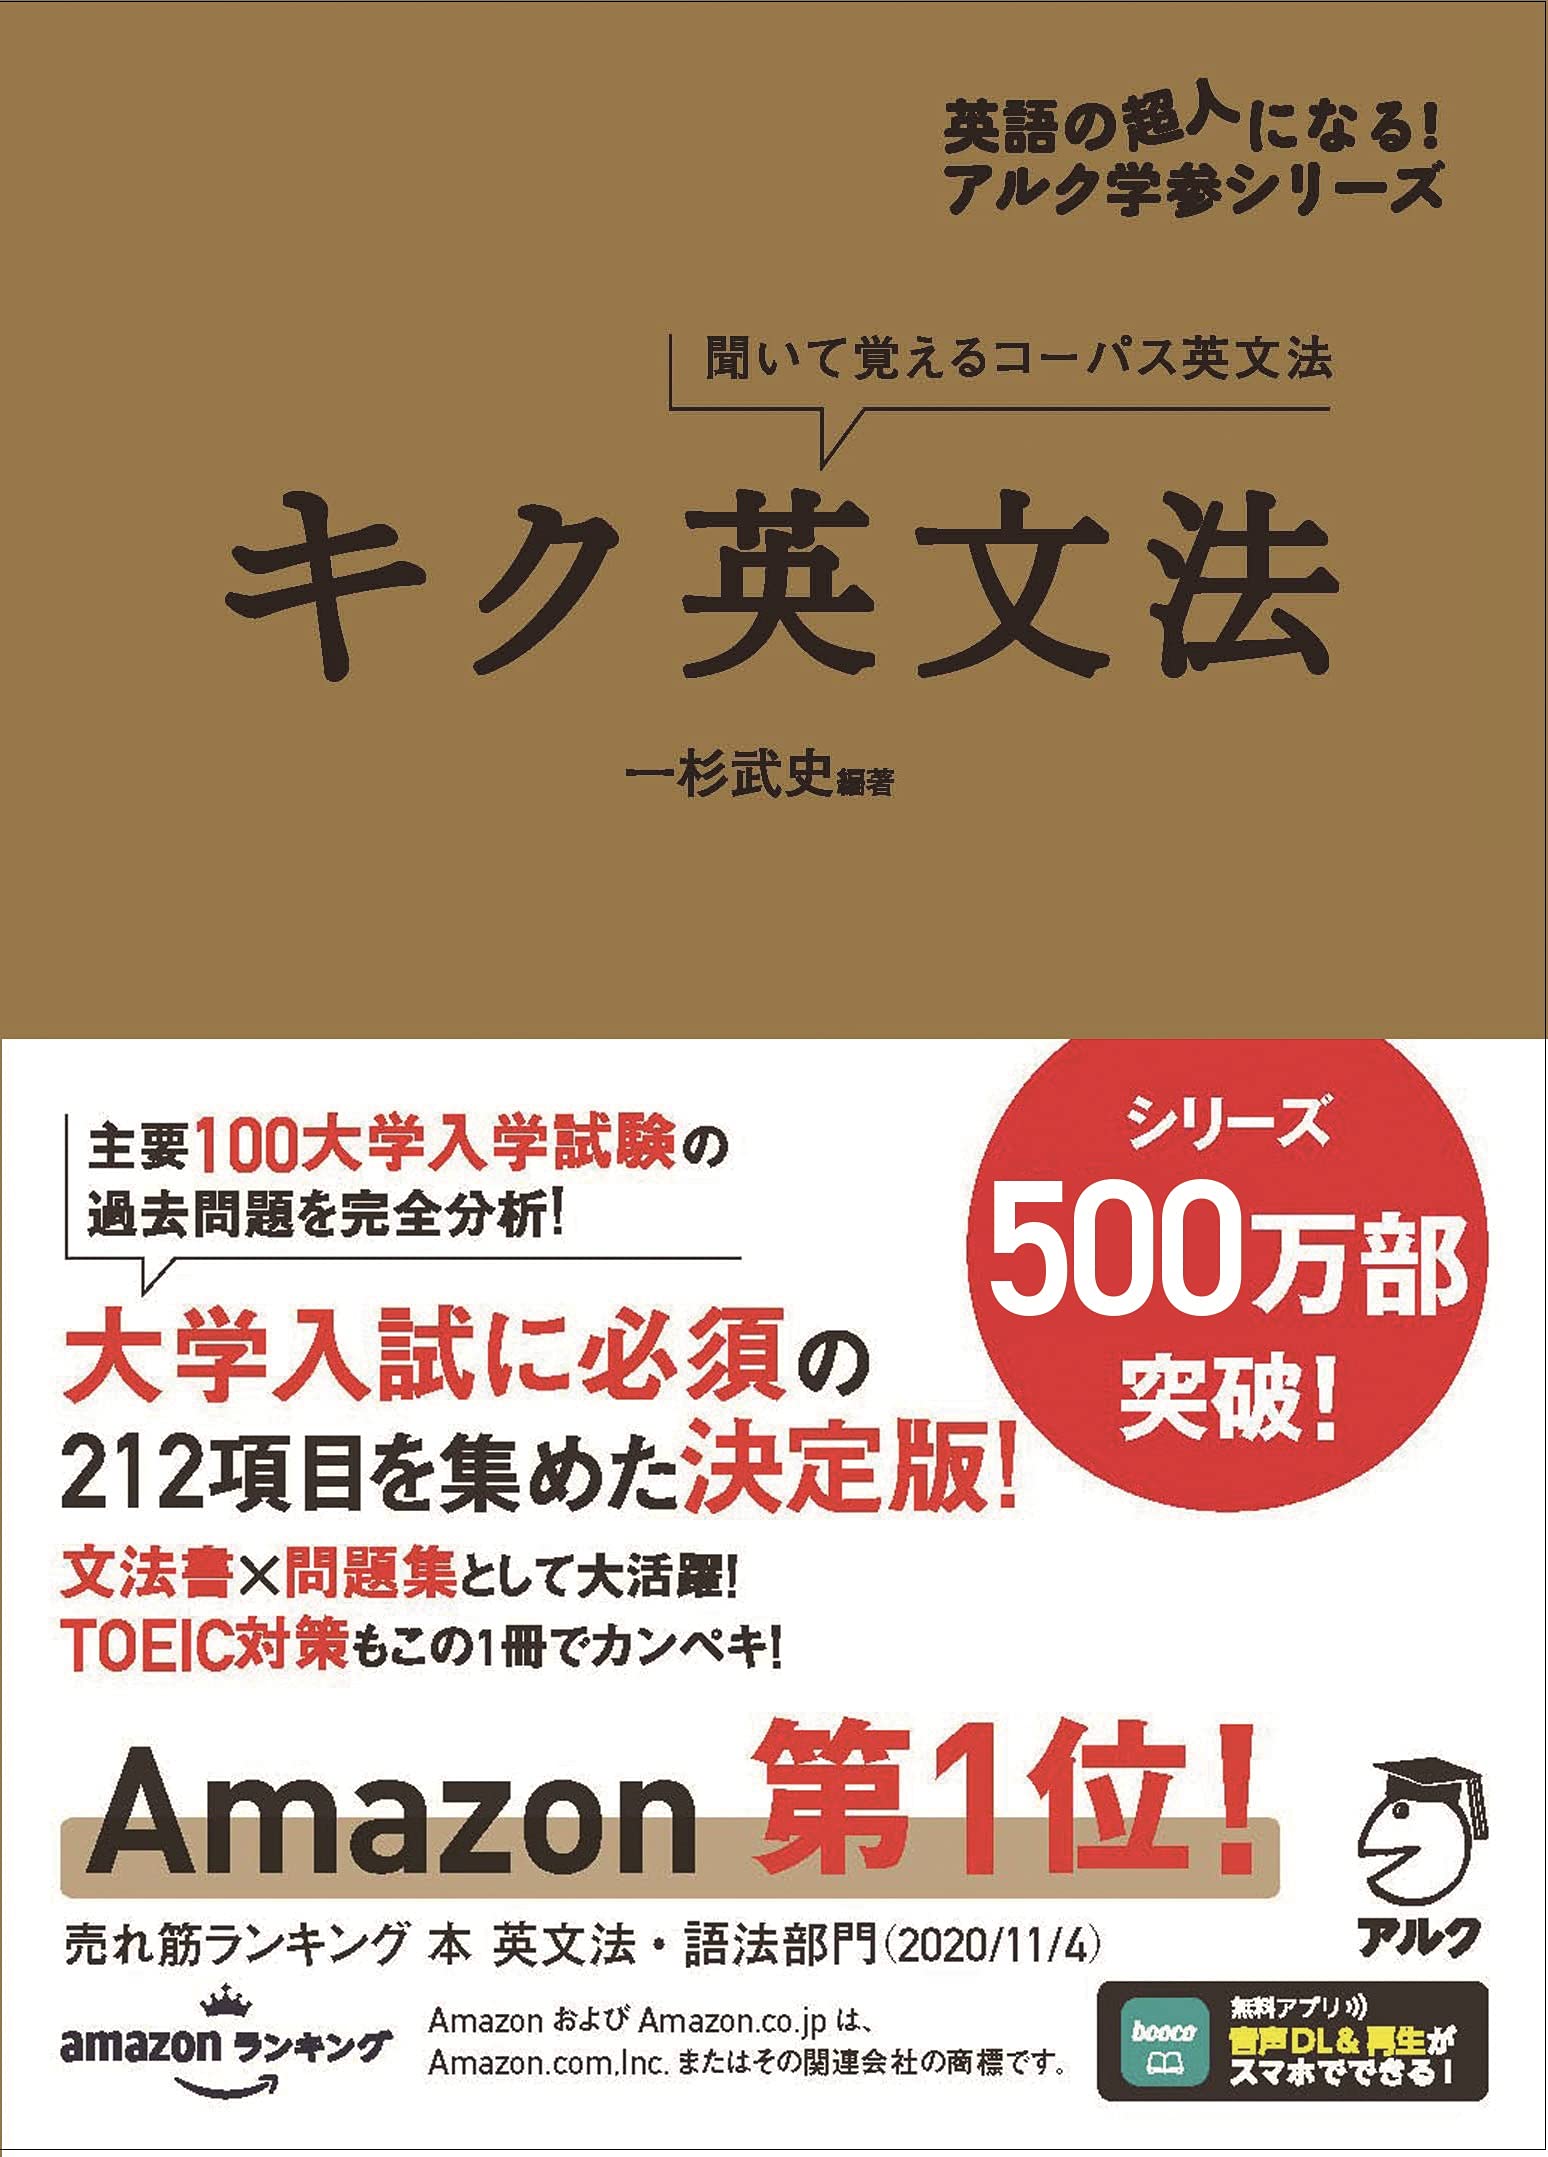 英語の超人になる!
アルク学参シリーズ
聞いて覚えるコーパス英文法
キク英文法
一杉武史編著
主要100大学入学試験の
過去問題を完全分析!
シリーズ
500万部
突破!
大学入試に必須の
212項目を集めた決定版!
文法書×問題集として大活躍!
TOEIC対策もこの1冊でカンペキ!
Amazon 第1位!
売れ筋ランキング 本 英文法・語法部門(2020/11/4)
アルク
amazon ランキング
Amazon および Amazon.co.jp は、
Amazon.com,Inc. またはその関連会社の商標です。
booco
無料アプリ
音声DL&再生が
スマホでできる!